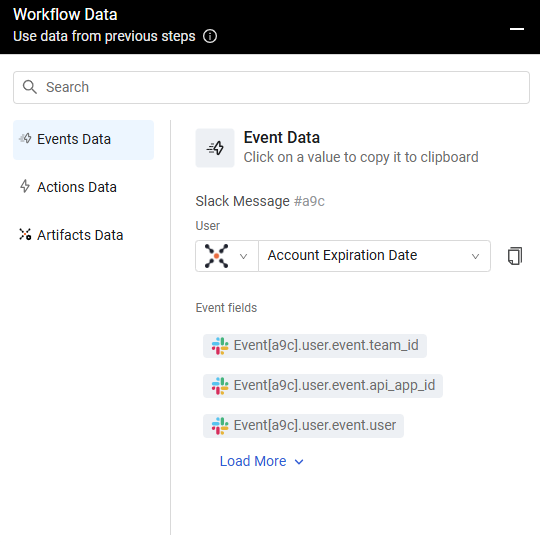 Workflow Data
Use data from previous steps
Search
Events Data
Actions Data
Artifacts Data
Event Data
Click on a value to copy it to clipboard
Slack Message #a9c
User
Account Expiration Date
Event fields
Event[a9c].user.event.team_id
Event[a9c].user.event.api_app_id
Event[a9c].user.event.user
Load More